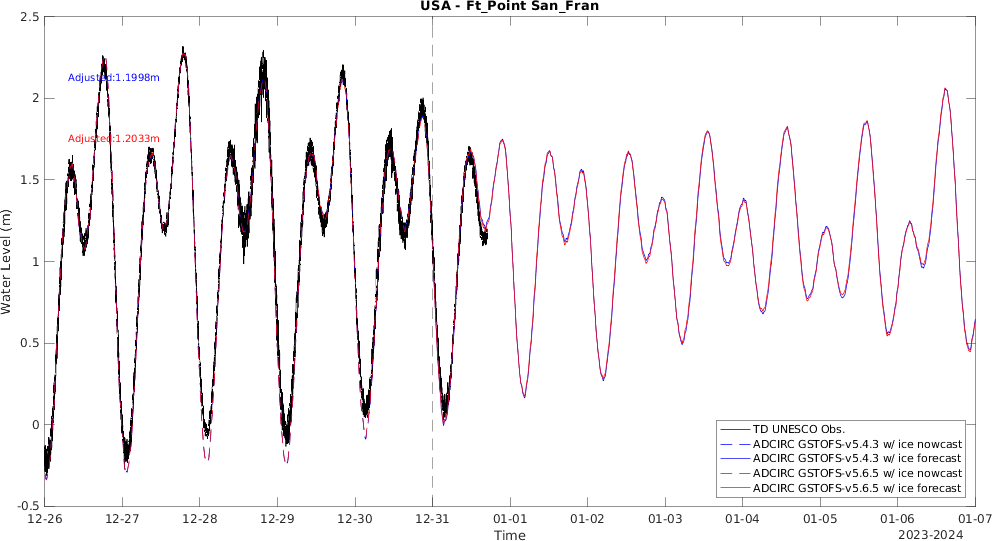 USA - Ft_Point San_Fran
2.5
2
1.5
1
0.5
0
-0.5
Water Level (m)
Adjusted:1.1998m
Adjusted:1.2033m
TD UNESCO Obs.
ADCIRC GSTOFS-v5.4.3 w/ ice nowcast
ADCIRC GSTOFS-v5.4.3 w/ ice forecast
ADCIRC GSTOFS-v5.6.5 w/ ice nowcast
ADCIRC GSTOFS-v5.6.5 w/ ice forecast
12-26 12-27 12-28 12-29 12-30 12-31 01-01 01-02 01-03 01-04 01-05 01-06 01-07
Time
2023-2024